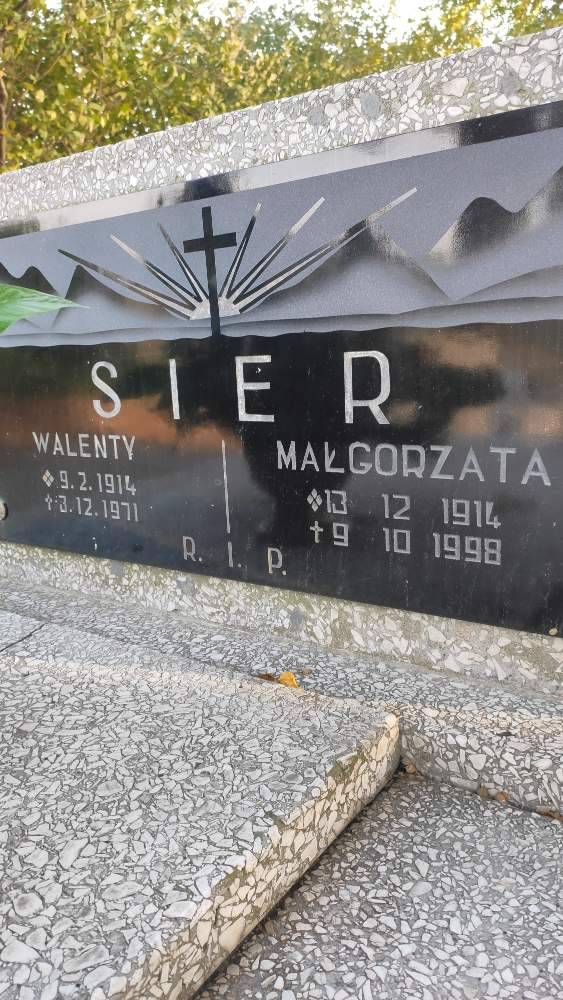 SIER
WALENTY
9.2.1914
†3.12.1971
MAŁGORZATA
13 12 1914
†9 10 1998
R. I. P.